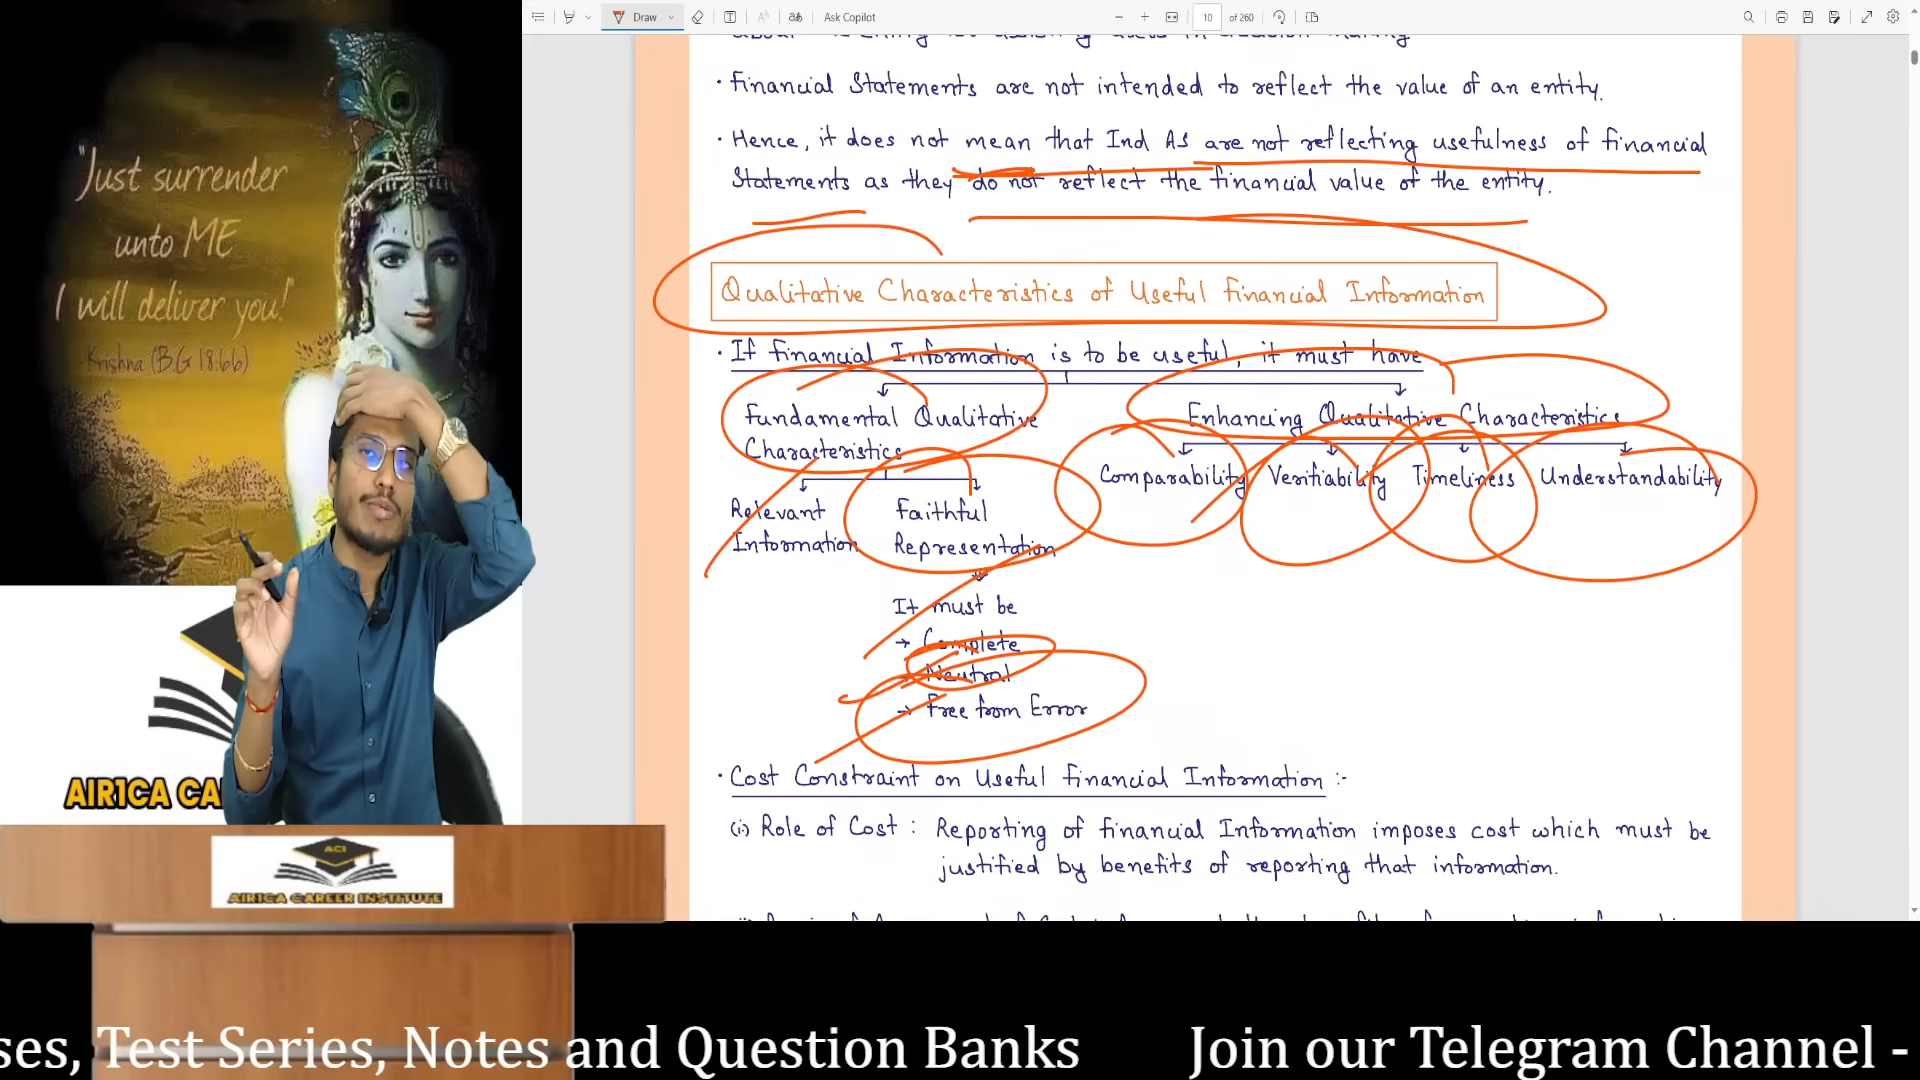 Draw
Ask Copilot
10 of 260
"Just surrender
unto ME
I will deliver you!"
Krishna (B.G 18:66)
• Financial Statements are not intended to reflect the value of an entity.
• Hence, it does not mean that Ind AS are not reflecting usefulness of financial
Statements as they do not reflect the financial value of the entity.
Qualitative Characteristics of Useful Financial Information
• If Financial Information is to be useful, it must have
Fundamental Qualitative
Characteristics
Enhancing Qualitative Characteristics
Relevant
Information
Faithful
Representation
Comparability Verifiability Timeliness Understandability
It must be
→ Complete
→ Neutral
→ Free from Error
• Cost Constraint on Useful Financial Information :-
(i) Role of Cost : Reporting of Financial Information imposes cost which must be
justified by benefits of reporting that information.
AIR1CA CA
ACI
AIR1CA CAREER INSTITUTE
ses, Test Series, Notes and Question Banks
Join our Telegram Channel -